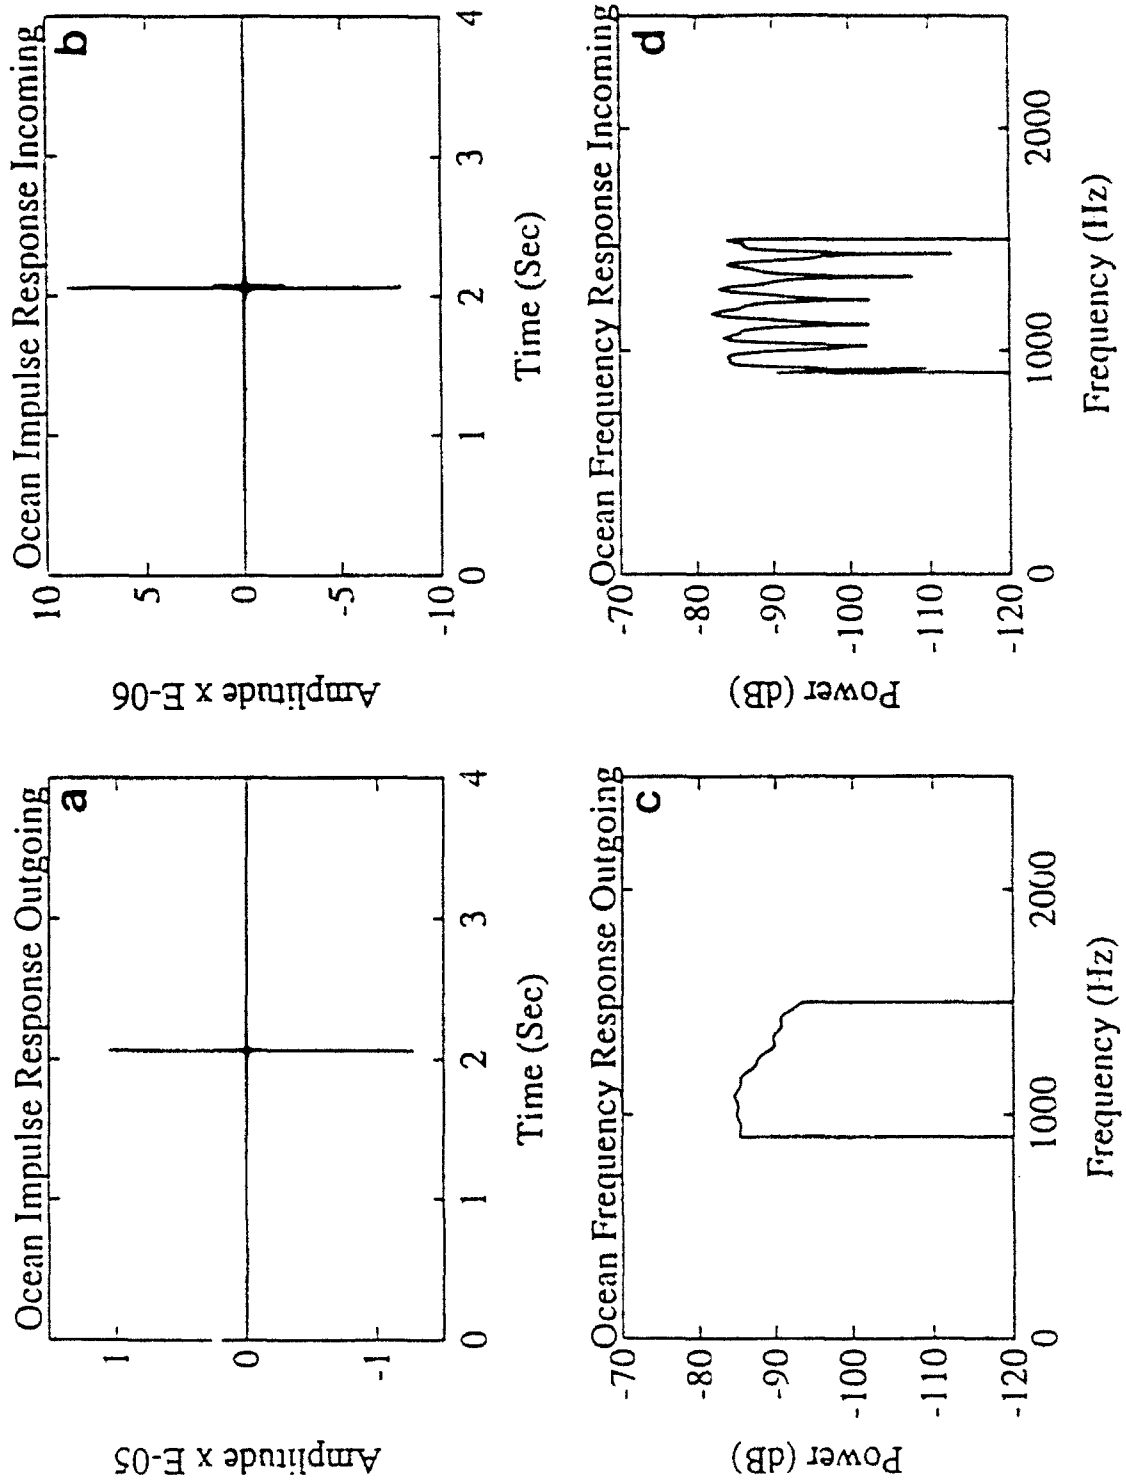 Ocean Impulse Response Outgoing
a
1
0
-1
Amplitude x E-05
0 1 2 3 4
Time (Sec)
Ocean Impulse Response Incoming
b
10
5
0
-5
-10
Amplitude x E-06
0 1 2 3 4
Time (Sec)
Ocean Frequency Response Outgoing
c
-70
-80
-90
-100
-110
-120
Power (dB)
0 1000 2000
Frequency (Hz)
Ocean Frequency Response Incoming
d
-70
-80
-90
-100
-110
-120
Power (dB)
0 1000 2000
Frequency (Hz)